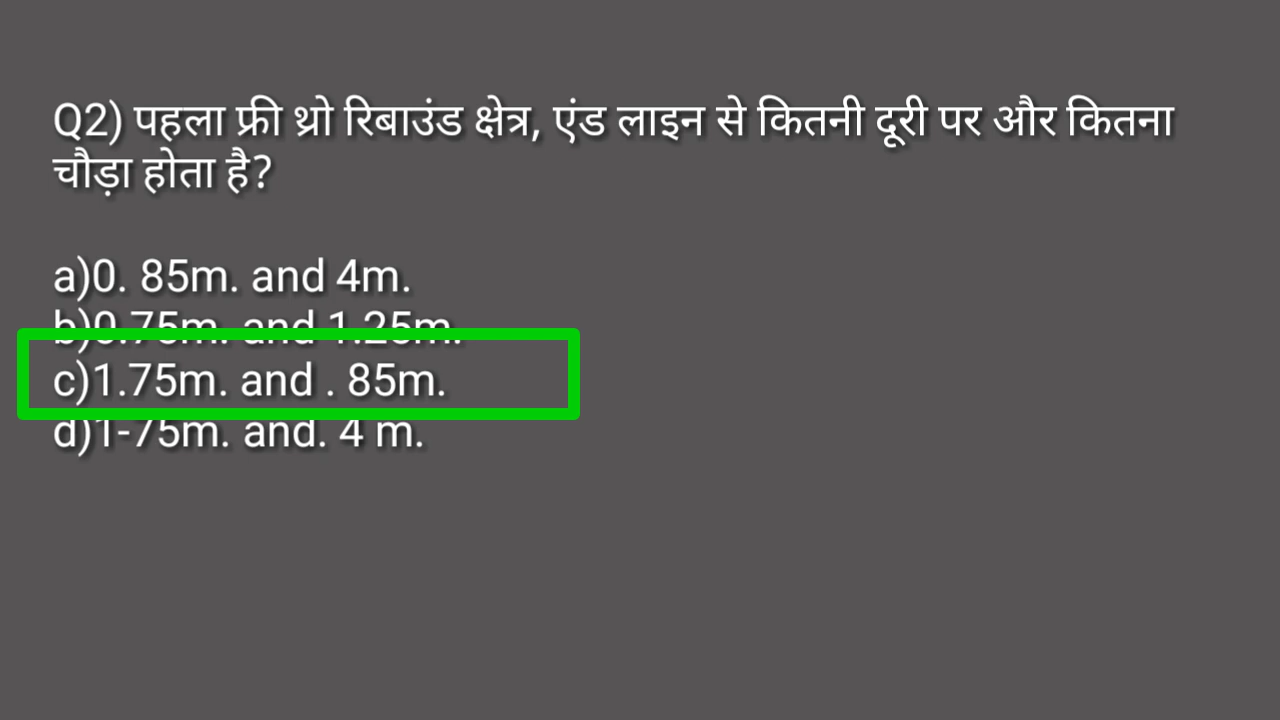 Q2) पहला फ्री थ्रो रिबाउंड क्षेत्र, एंड लाइन से कितनी दूरी पर और कितना
चौड़ा होता है?
a)0. 85m. and 4m.
b)0.75m. and 1.25m.
c)1.75m. and . 85m.
d)1-75m. and. 4 m.